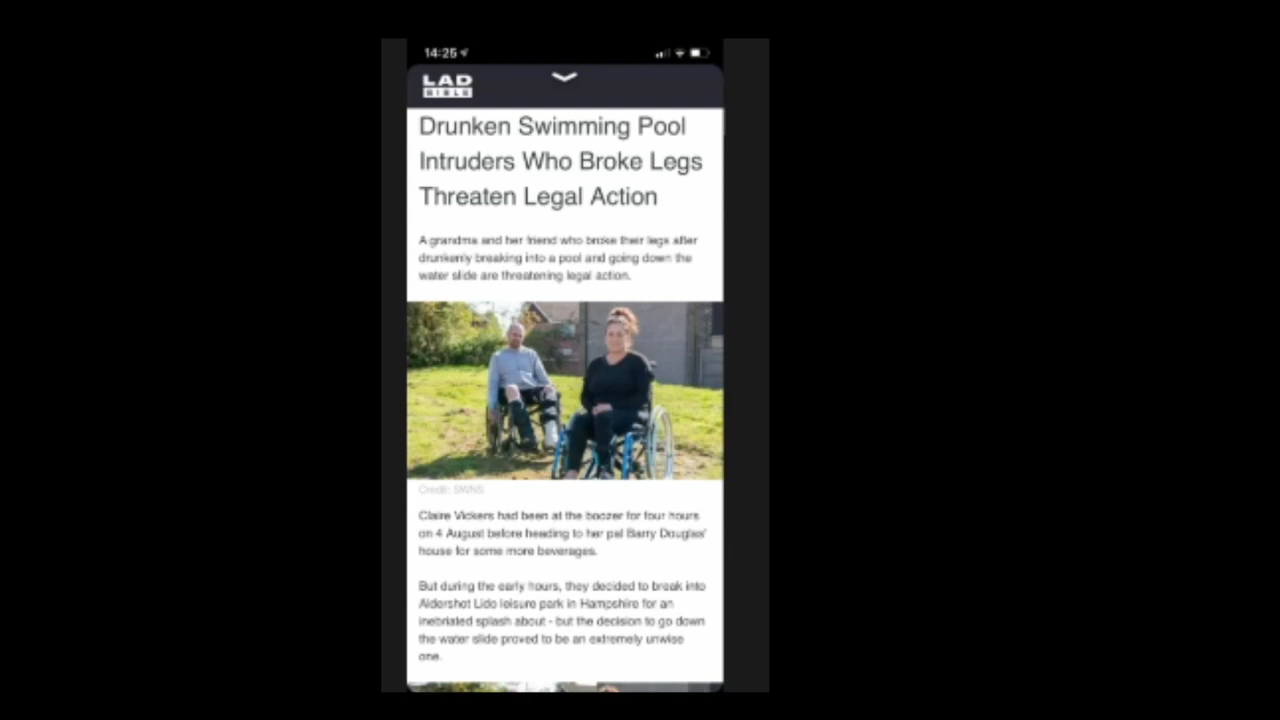 14:25
LAD
BIBLE
Drunken Swimming Pool
Intruders Who Broke Legs
Threaten Legal Action
A grandma and her friend who broke their legs after
drunkenly breaking into a pool and going down the
water slide are threatening legal action.
Credit: SWNS
Claire Vickers had been at the boozer for four hours
on 4 August before heading to her pal Barry Douglas'
house for some more beverages.
But during the early hours, they decided to break into
Aldershot Lido leisure park in Hampshire for an
inebriated splash about - but the decision to go down
the water slide proved to be an extremely unwise
one.